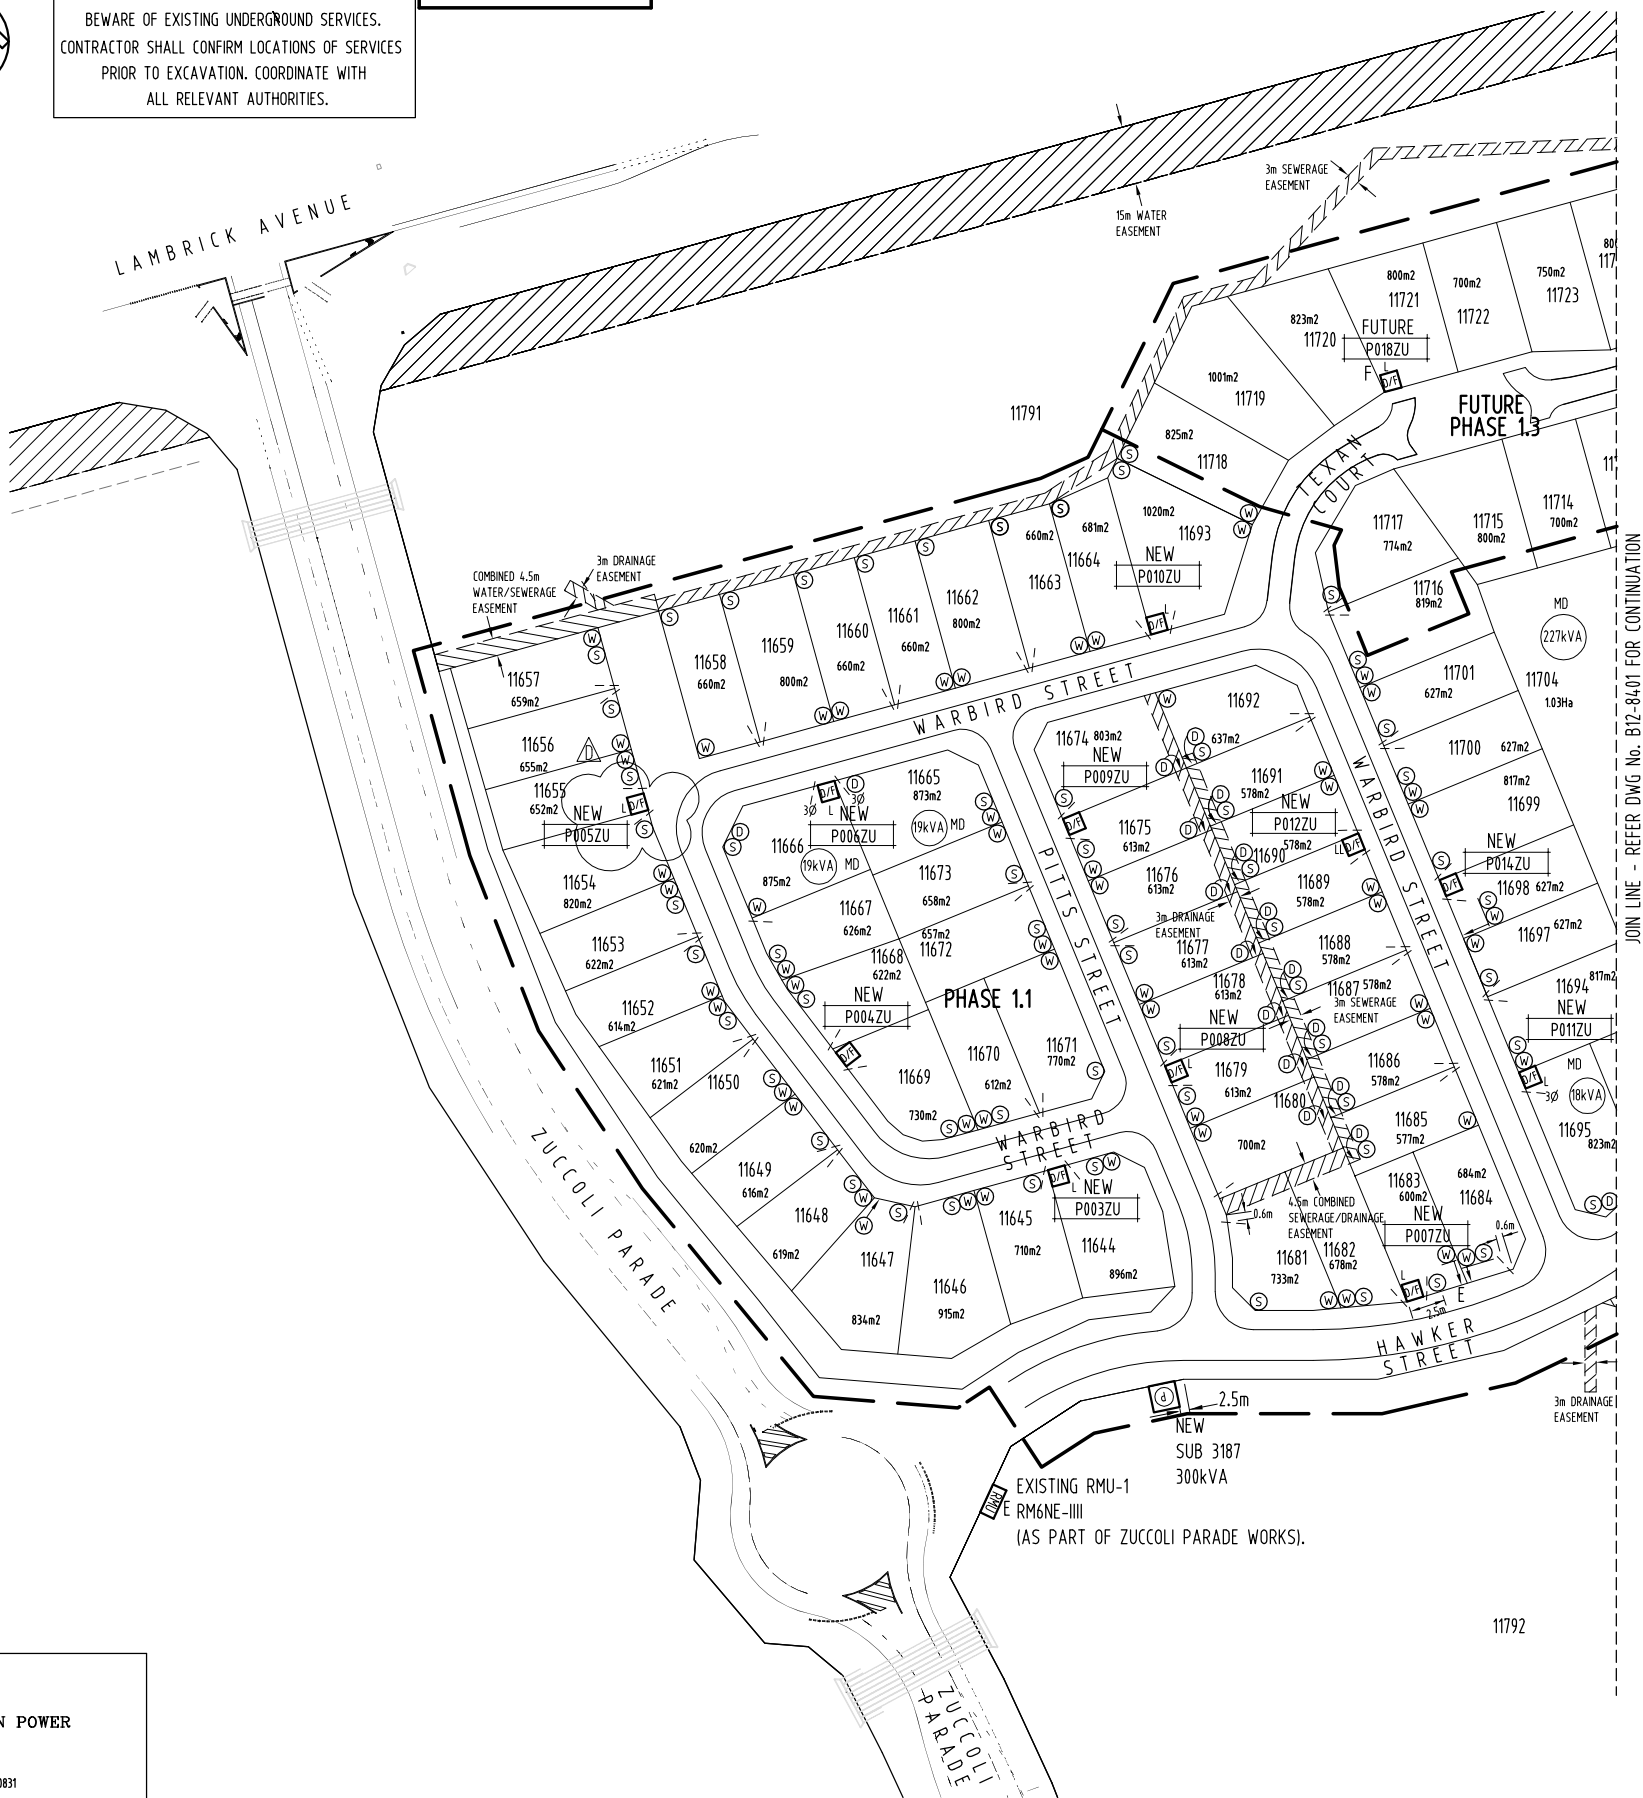 BEWARE OF EXISTING UNDERGROUND SERVICES.
CONTRACTOR SHALL CONFIRM LOCATIONS OF SERVICES
PRIOR TO EXCAVATION. COORDINATE WITH
ALL RELEVANT AUTHORITIES.
LAMBRICK AVENUE
15m WATER
EASEMENT
3m SEWERAGE
EASEMENT
11791
800m2
11721
700m2
11722
750m2
11723
823m2
11720
FUTURE
P018ZU
L
F
D/F
1001m2
11719
825m2
11718
FUTURE
PHASE 1.3
TEXAN
COURT
11717
774m2
11715
800m2
11714
700m2
11716
819m2
1020m2
11693
NEW
P010ZU
L
D/F
681m2
11664
660m2
11663
11662
800m2
11661
660m2
11660
660m2
11659
800m2
11658
660m2
COMBINED 4.5m
WATER/SEWERAGE
EASEMENT
3m DRAINAGE
EASEMENT
11657
659m2
11656
655m2
D
11655
652m2
NEW
P005ZU
L
D/F
11654
820m2
11653
622m2
11652
614m2
11651
621m2
11650
620m2
11649
616m2
11648
619m2
11647
834m2
11646
915m2
11645
710m2
11644
896m2
NEW
P003ZU
L
D/F
WARBIRD STREET
11665
873m2
19kVA
MD
3Ø
L
3Ø
D/F
NEW
P006ZU
11666
19kVA
MD
875m2
11673
658m2
11667
626m2
657m2
11672
11668
622m2
NEW
P004ZU
D/F
PHASE 1.1
11669
730m2
11670
612m2
11671
770m2
WARBIRD
STREET
PITTS STREET
11674
803m2
NEW
P009ZU
D/F
11692
637m2
11691
578m2
NEW
P012ZU
578m2
LL
D/F
11675
613m2
11690
11676
613m2
11689
578m2
3m DRAINAGE
EASEMENT
11677
613m2
11688
578m2
11678
613m2
11687
578m2
3m SEWERAGE
EASEMENT
NEW
P008ZU
L
D/F
11679
613m2
11686
578m2
11680
700m2
11685
577m2
11683
600m2
684m2
11684
4.5m COMBINED
SEWERAGE/DRAINAGE
EASEMENT
0.6m
0.6m
NEW
P007ZU
L
D/F
11681
733m2
11682
678m2
E
2.5m
WARBIRD STREET
MD
227kVA
11704
1.03Ha
11701
627m2
11700
627m2
817m2
11699
NEW
P014ZU
D/F
11698
627m2
11697
627m2
11694
817m2
NEW
P011ZU
MD
L
D/F
3Ø
18kVA
11695
823m2
HAWKER
STREET
3m DRAINAGE
EASEMENT
2.5m
NEW
SUB 3187
300kVA
EXISTING RMU-1
RM6NE-IIII
(AS PART OF ZUCCOLI PARADE WORKS).
RMU
E
11792
ZUCCOLI PARADE
ZUCCOLI
PARADE
JOIN LINE - REFER DWG No. B12-8401 FOR CONTINUATION
POWER